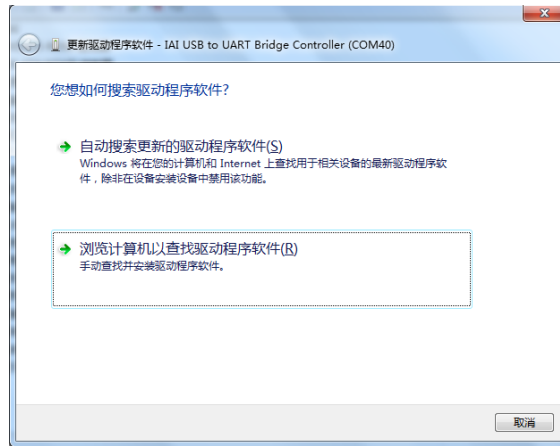 更新驱动程序软件 - IAI USB to UART Bridge Controller (COM40)
您想如何搜索驱动程序软件?
自动搜索更新的驱动程序软件(S)
Windows 将在您的计算机和 Internet 上查找用于相关设备的最新驱动程序软
件，除非在设备安装设置中禁用该功能。
浏览计算机以查找驱动程序软件(R)
手动查找并安装驱动程序软件。
取消